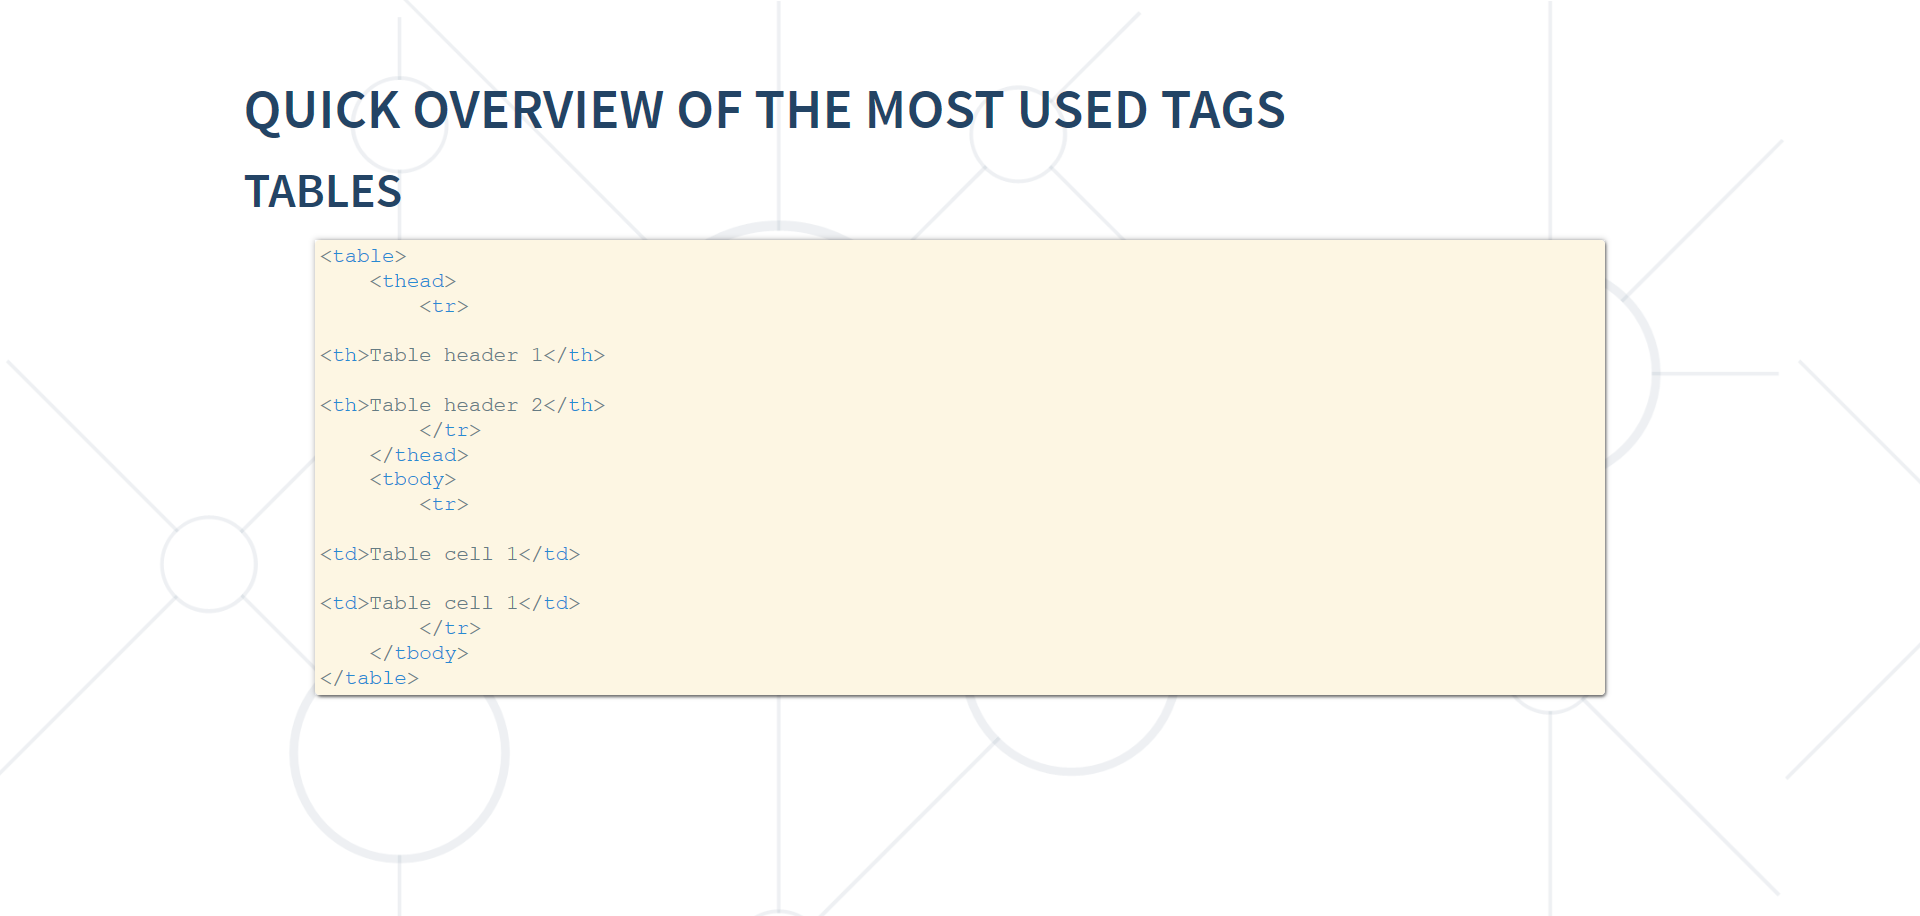 QUICK OVERVIEW OF THE MOST USED TAGS
TABLES
<table>
    <thead>
        <tr>

<th>Table header 1</th>

<th>Table header 2</th>
        </tr>
    </thead>
    <tbody>
        <tr>

<td>Table cell 1</td>

<td>Table cell 1</td>
        </tr>
    </tbody>
</table>